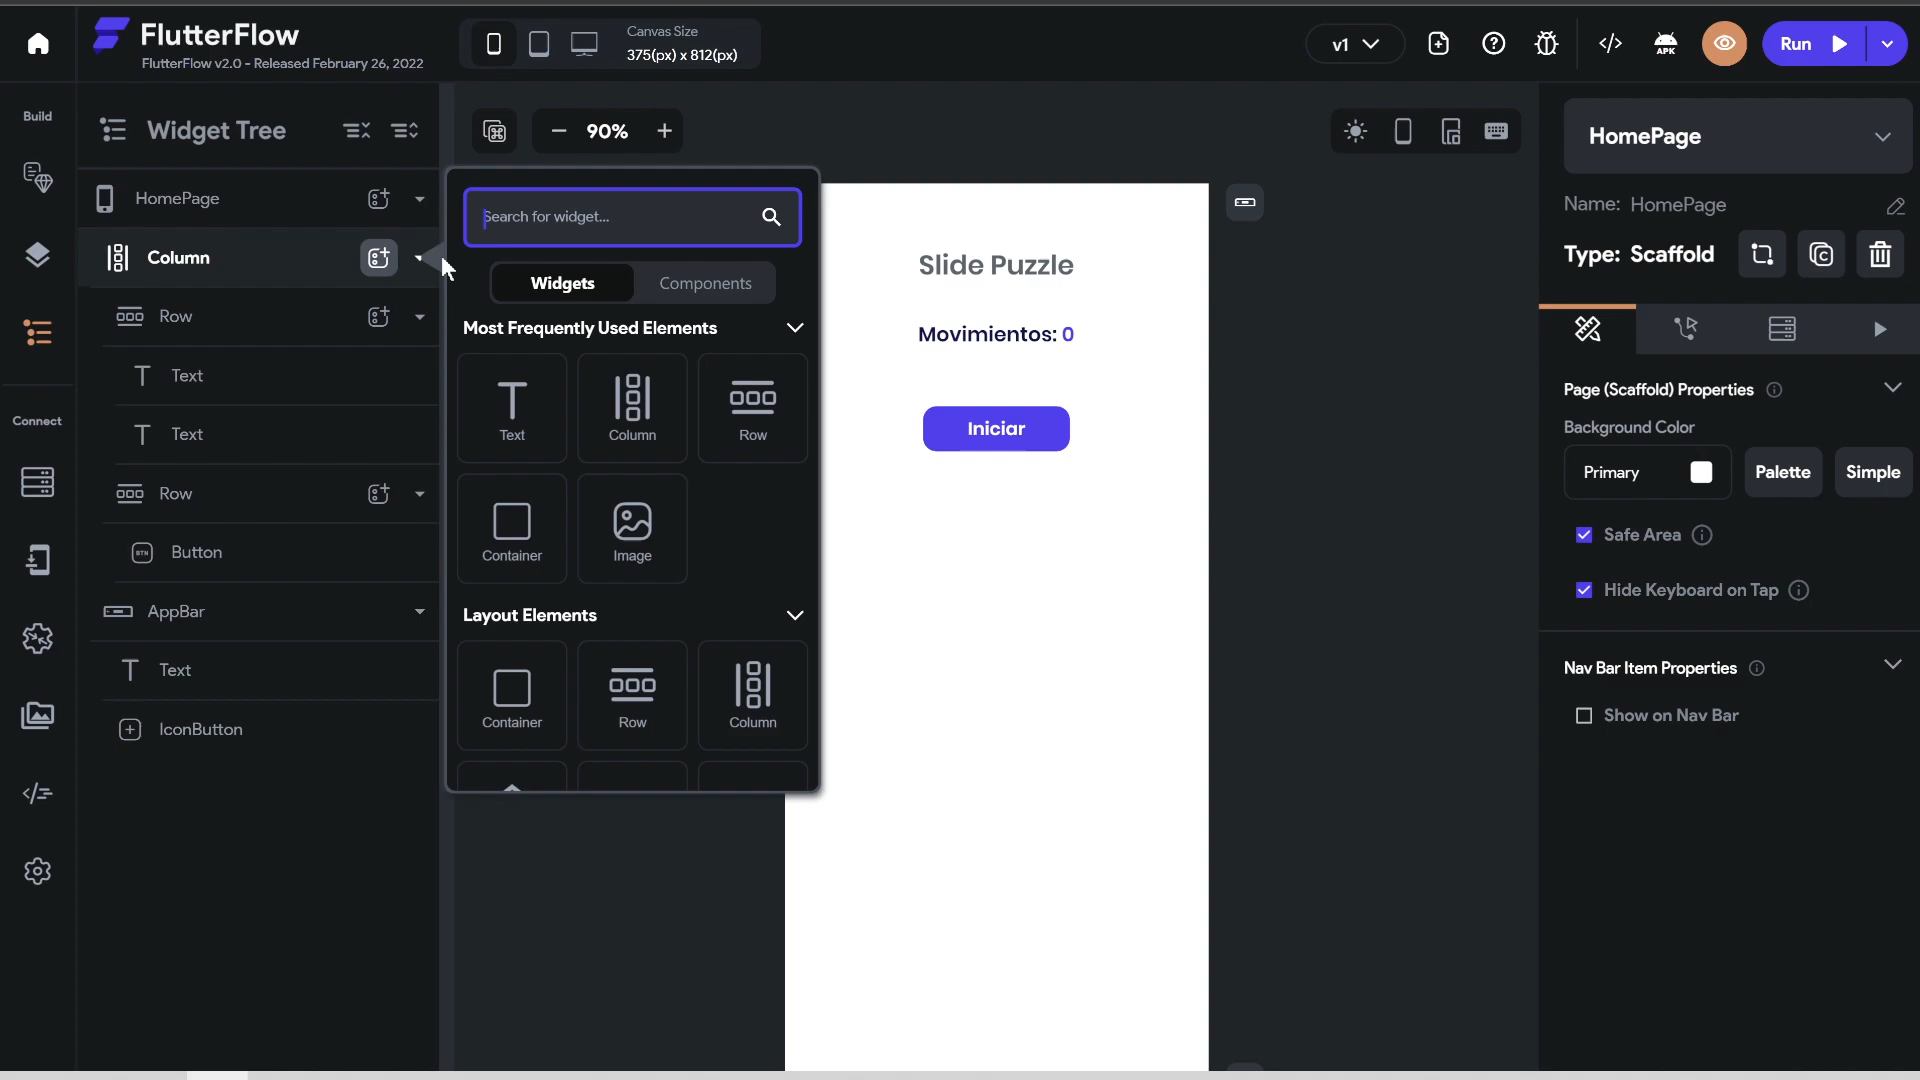 FlutterFlow
FlutterFlow v2.0 - Released February 26, 2022
Canvas Size
375(px) x 812(px)
v1
APK
Run
Build
Widget Tree
90%
HomePage
HomePage
Search for widget...
Name: HomePage
Column
Type: Scaffold
Slide Puzzle
Widgets
Components
Row
Most Frequently Used Elements
Movimientos: 0
Text
Page (Scaffold) Properties
Connect
Background Color
Text
Text
Column
Row
Iniciar
Primary
Palette
Simple
Row
Safe Area
BTN
Button
Container
Image
Hide Keyboard on Tap
AppBar
Layout Elements
Text
Nav Bar Item Properties
IconButton
Container
Row
Column
Show on Nav Bar